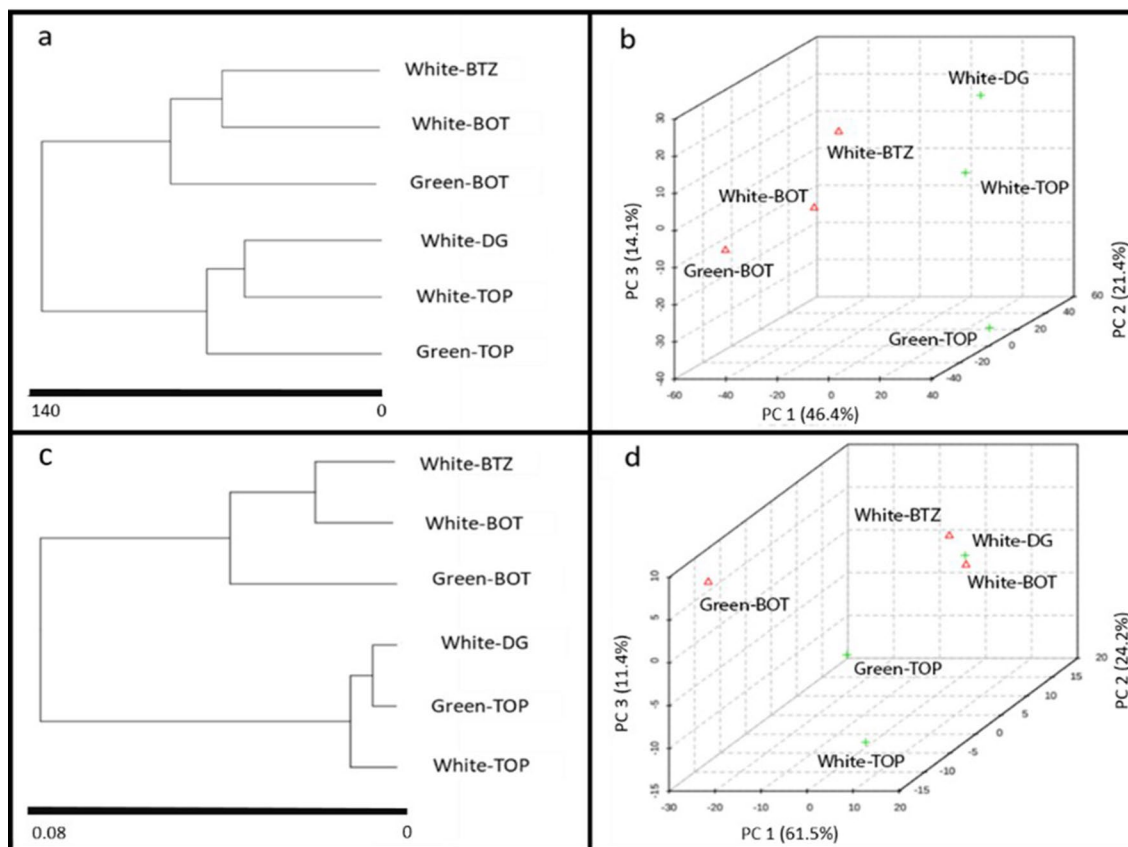 a
White-BTZ
White-BOT
Green-BOT
White-DG
White-TOP
Green-TOP
140 0
b
White-DG
White-BTZ
White-TOP
White-BOT
Green-BOT
Green-TOP
PC 3 (14.1%)
30
20
10
0
-10
-20
-30
-40
-60 -40 -20 0 20 40
PC 1 (46.4%)
-40
-20
0
20
40
60
PC 2 (21.4%)
c
White-BTZ
White-BOT
Green-BOT
White-DG
Green-TOP
White-TOP
0.08 0
d
White-BTZ
White-DG
White-BOT
Green-BOT
Green-TOP
White-TOP
PC 3 (11.4%)
10
5
0
-5
-10
-15
-30 -20 -10 0 10 20
PC 1 (61.5%)
-15
-10
-5
0
5
10
15
20
PC 2 (24.2%)